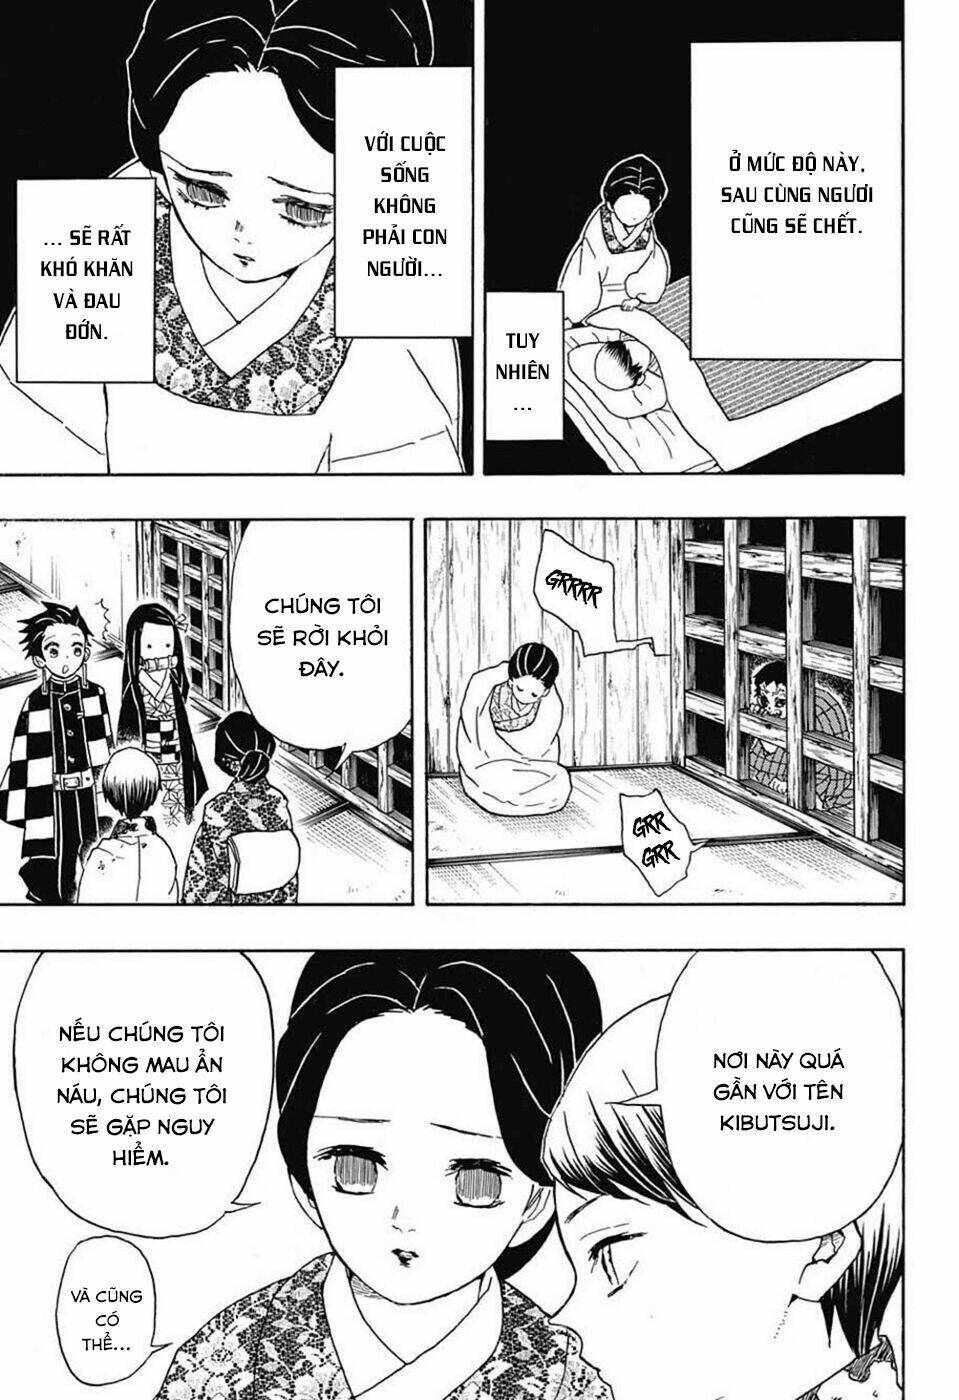 Ở MỨC ĐỘ NÀY,
SAU CÙNG NGƯƠI
CŨNG SẼ CHẾT.
TUY
NHIÊN
...
VỚI CUỘC
SỐNG
KHÔNG
PHẢI CON
NGƯỜI...
... SẼ RẤT
KHÓ KHĂN
VÀ ĐAU
ĐỚN.
GRRRR
GRR
GRR
CHÚNG TÔI
SẼ RỜI KHỎI
ĐÂY.
NƠI NÀY QUÁ
GẦN VỚI TÊN
KIBUTSUJI.
NẾU CHÚNG TÔI
KHÔNG MAU ẨN
NÁU, CHÚNG TÔI
SẼ GẶP NGUY
HIỂM.
VÀ CŨNG
CÓ
THỂ...